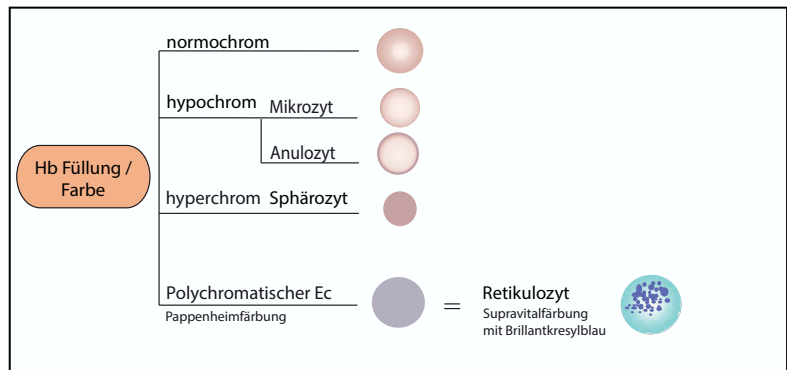 normochrom
hypochrom Mikrozyt
Anulozyt
Hb Füllung /
Farbe
hyperchrom Sphärozyt
Polychromatischer Ec
Pappenheimfärbung
=
Retikulozyt
Supravitalfärbung
mit Brillantkresylblau